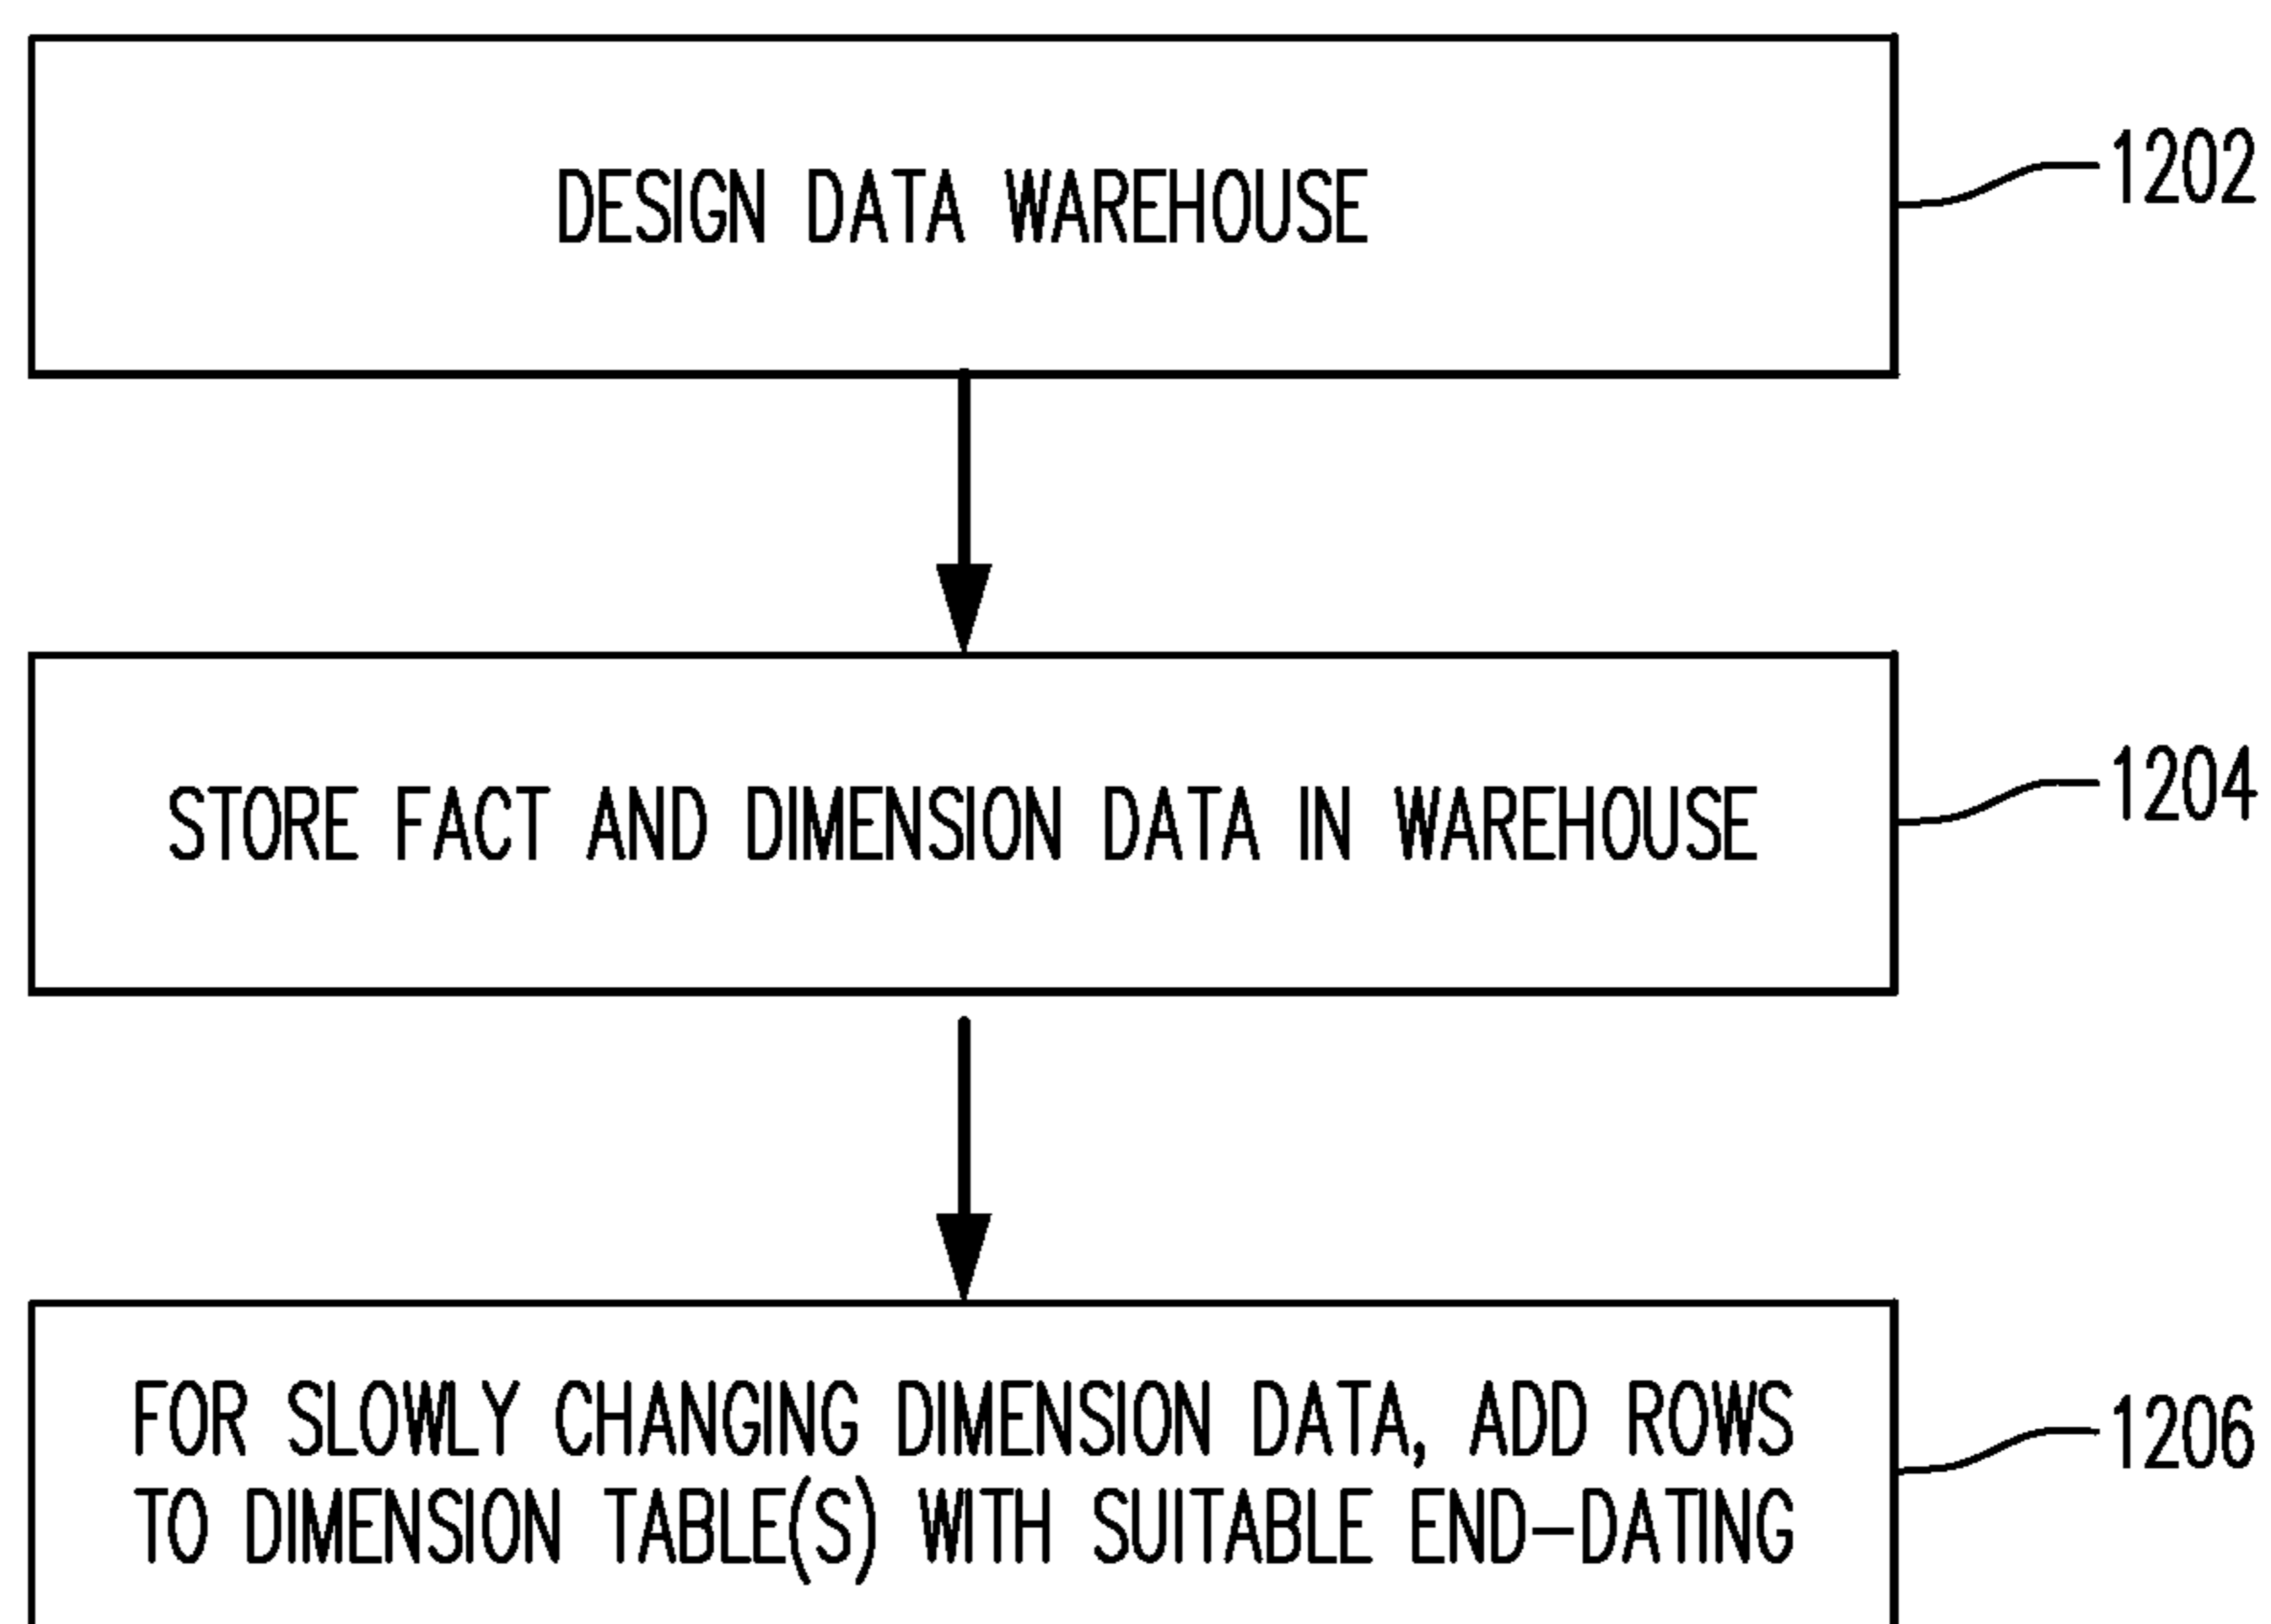 DESIGN DATA WAREHOUSE
1202
STORE FACT AND DIMENSION DATA IN WAREHOUSE
1204
FOR SLOWLY CHANGING DIMENSION DATA, ADD ROWS
TO DIMENSION TABLE(S) WITH SUITABLE END-DATING
1206